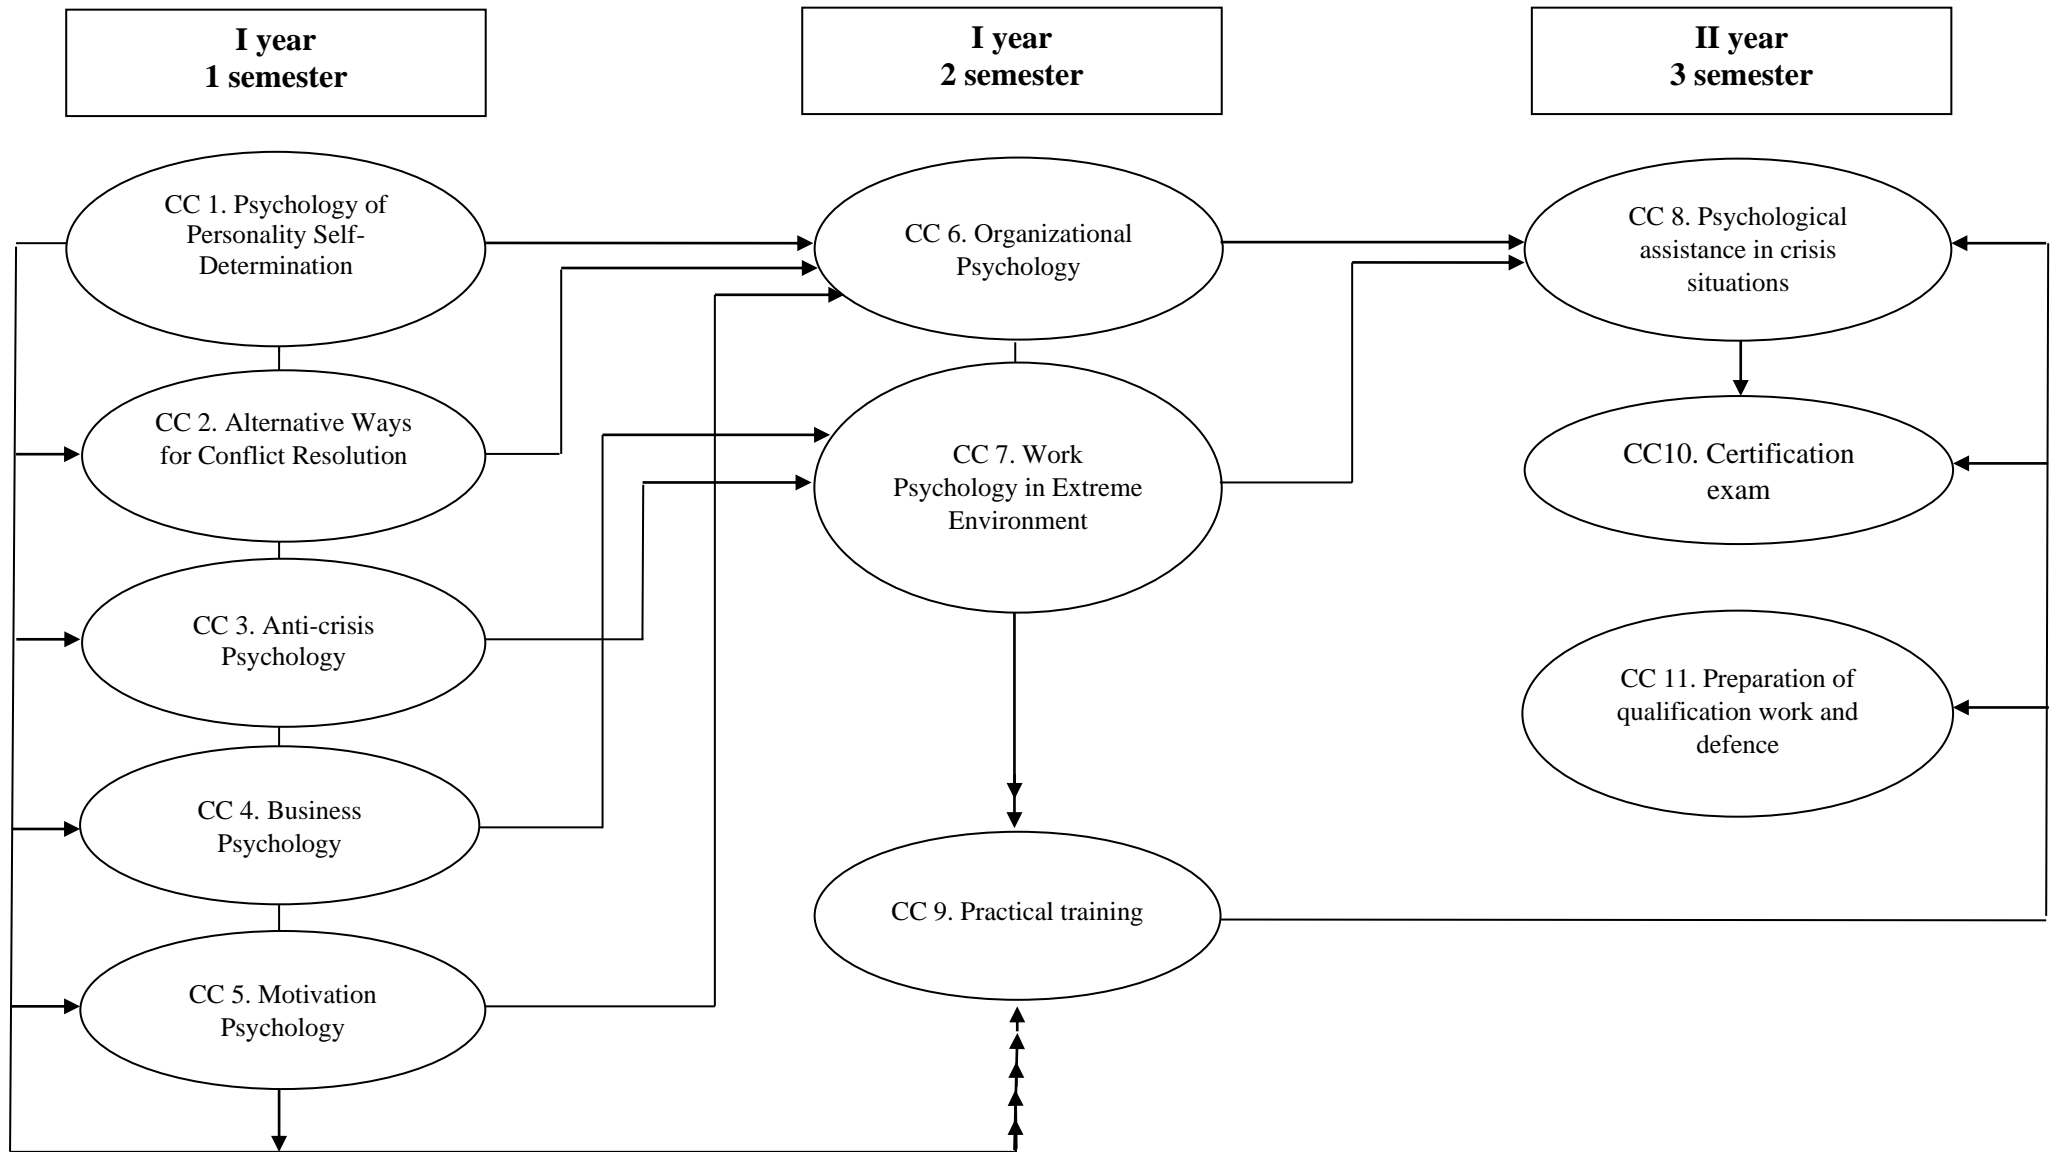 I year
1 semester
I year
2 semester
II year
3 semester
CC 1. Psychology of
Personality Self-
Determination
CC 6. Organizational
Psychology
CC 8. Psychological
assistance in crisis
situations
CC 2. Alternative Ways
for Conflict Resolution
CC 7. Work
Psychology in Extreme
Environment
CC10. Certification
exam
CC 3. Anti-crisis
Psychology
CC 11. Preparation of
qualification work and
defence
CC 4. Business
Psychology
CC 9. Practical training
CC 5. Motivation
Psychology